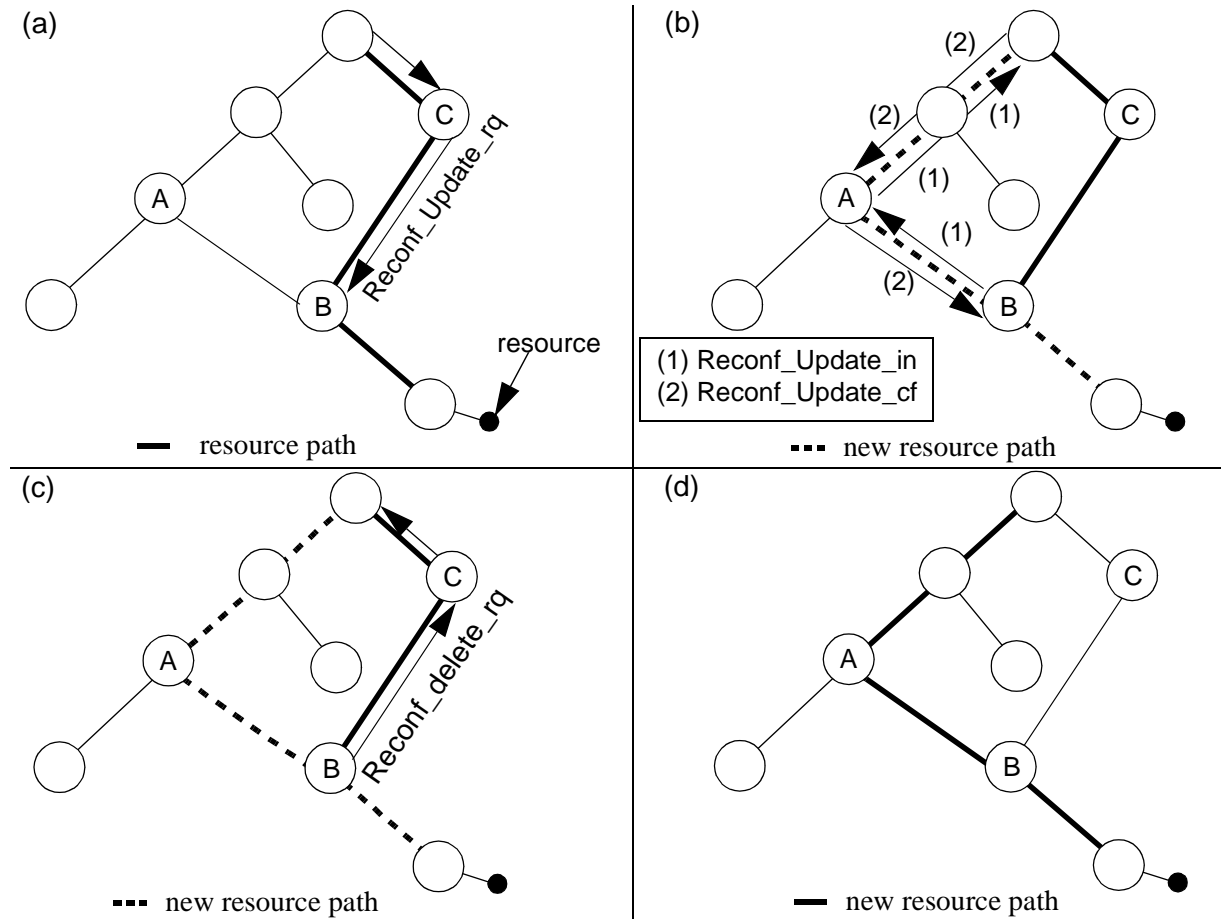 (a)
C
Reconf_Update_rq
A
B
resource
resource path
(b)
(2)
(1)
C
(2)
(1)
A
(1)
(2)
B
(1) Reconf_Update_in
(2) Reconf_Update_cf
new resource path
(c)
C
Reconf_delete_rq
A
B
new resource path
(d)
C
A
B
new resource path